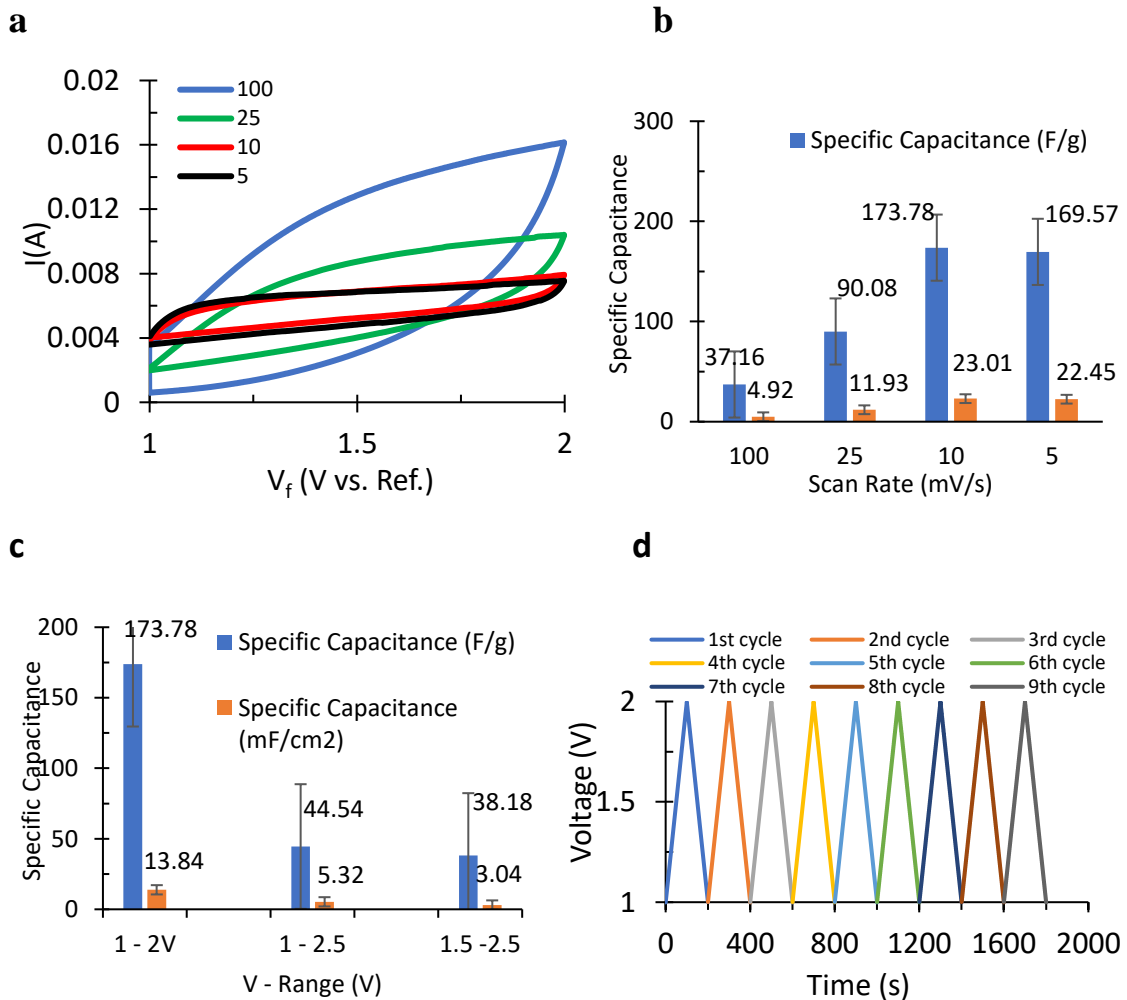 a
0.02
0.016
0.012
0.008
0.004
0
I(A)
100
25
10
5
1
1.5
2
V_f (V vs. Ref.)
b
300
200
100
0
Specific Capacitance
Specific Capacitance (F/g)
37.16
4.92
90.08
11.93
173.78
23.01
169.57
22.45
100
25
10
5
Scan Rate (mV/s)
c
200
150
100
50
0
Specific Capacitance
Specific Capacitance (F/g)
Specific Capacitance
(mF/cm2)
173.78
13.84
44.54
5.32
38.18
3.04
1 - 2V
1 - 2.5
1.5 -2.5
V - Range (V)
d
1st cycle
2nd cycle
3rd cycle
4th cycle
5th cycle
6th cycle
7th cycle
8th cycle
9th cycle
2
1.5
1
Voltage (V)
0
400
800
1200
1600
2000
Time (s)